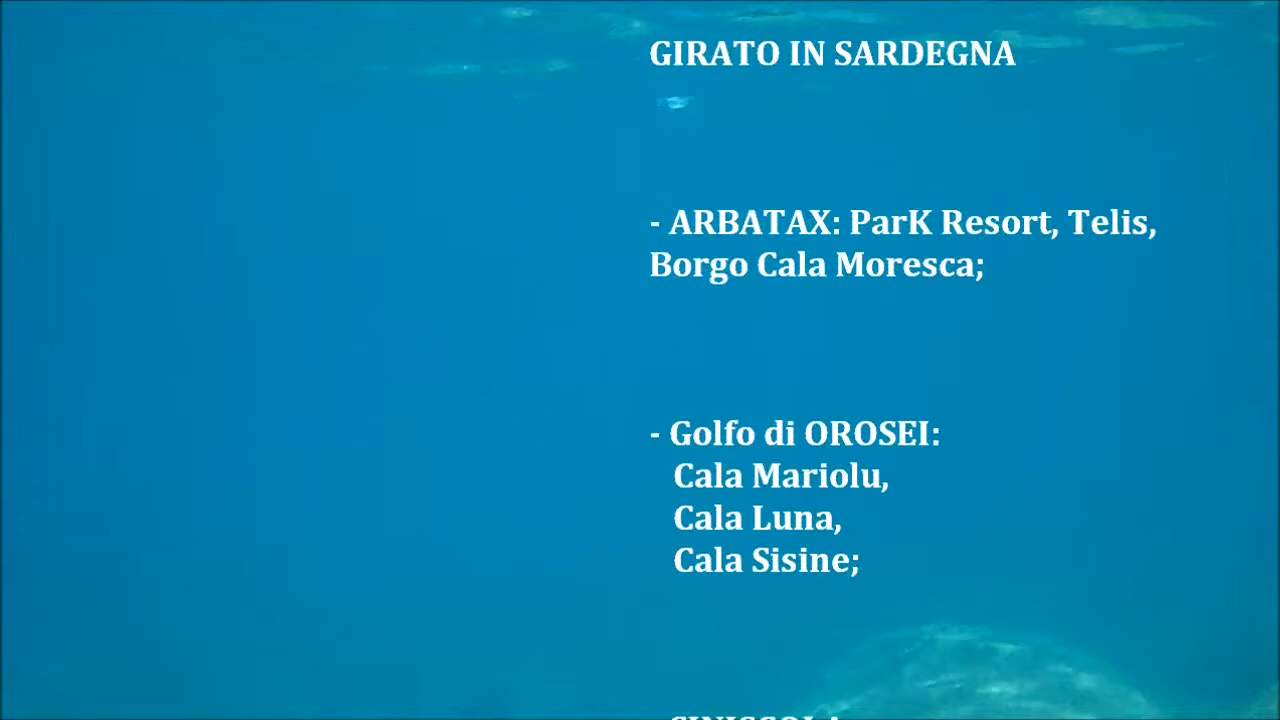 GIRATO IN SARDEGNA
- ARBATAX: ParK Resort, Telis,
Borgo Cala Moresca;
- Golfo di OROSEI:
Cala Mariolu,
Cala Luna,
Cala Sisine;